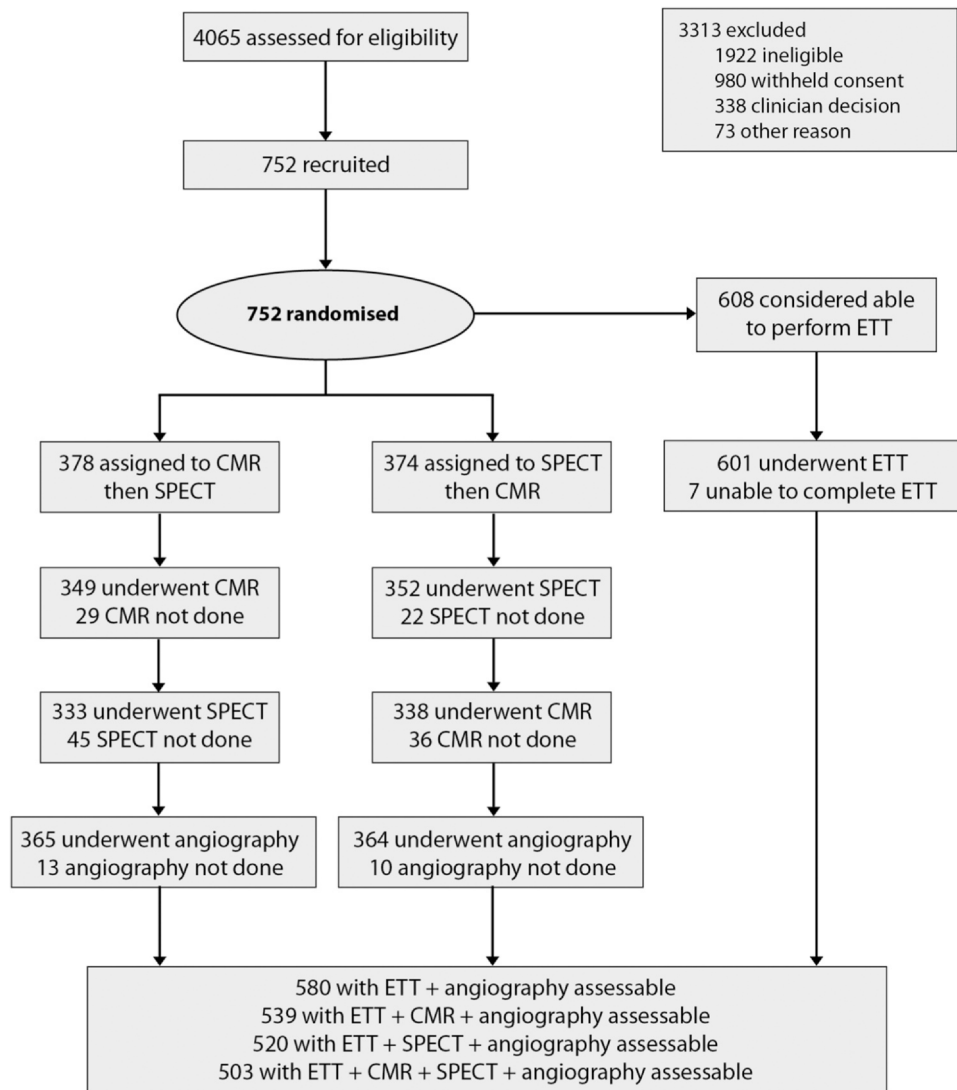 4065 assessed for eligibility
3313 excluded
1922 ineligible
980 withheld consent
338 clinician decision
73 other reason
752 recruited
752 randomised
608 considered able
to perform ETT
378 assigned to CMR
then SPECT
374 assigned to SPECT
then CMR
601 underwent ETT
7 unable to complete ETT
349 underwent CMR
29 CMR not done
352 underwent SPECT
22 SPECT not done
333 underwent SPECT
45 SPECT not done
338 underwent CMR
36 CMR not done
365 underwent angiography
13 angiography not done
364 underwent angiography
10 angiography not done
580 with ETT + angiography assessable
539 with ETT + CMR + angiography assessable
520 with ETT + SPECT + angiography assessable
503 with ETT + CMR + SPECT + angiography assessable